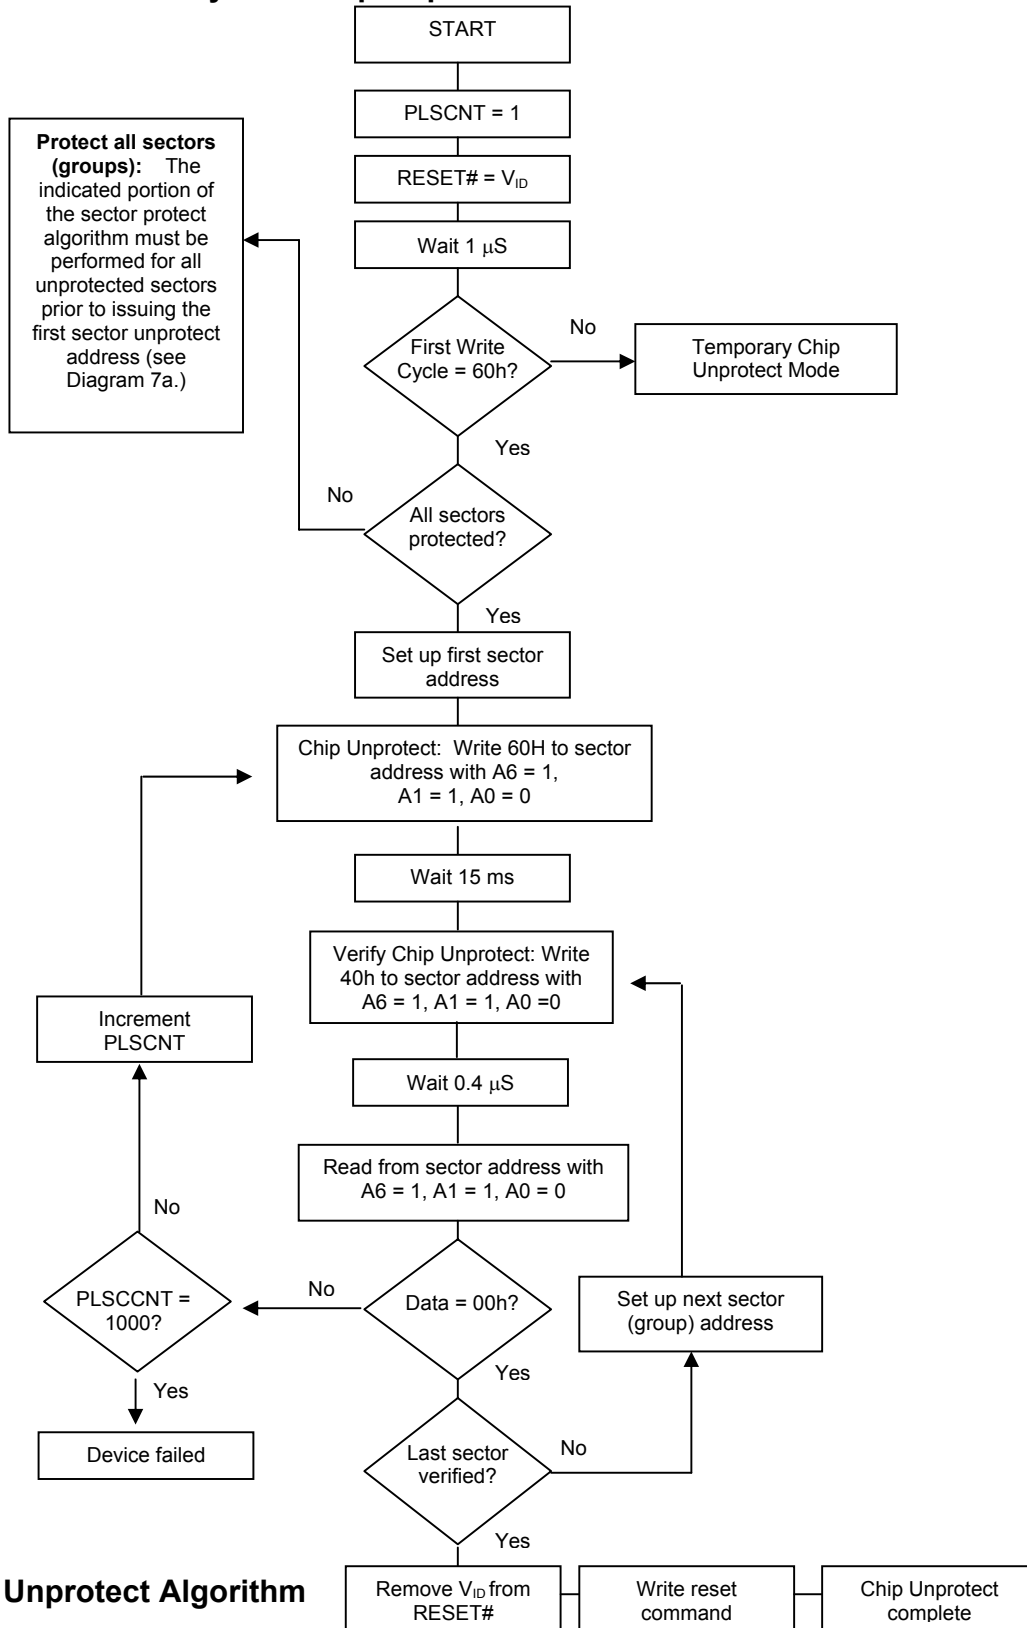 START
PLSCNT = 1
RESET# = VID
Wait 1 μS
Protect all sectors
(groups): The
indicated portion of
the sector protect
algorithm must be
performed for all
unprotected sectors
prior to issuing the
first sector unprotect
address (see
Diagram 7a.)
First Write
Cycle = 60h?
No
Temporary Chip
Unprotect Mode
Yes
No
All sectors
protected?
Yes
Set up first sector
address
Chip Unprotect: Write 60H to sector
address with A6 = 1,
A1 = 1, A0 = 0
Wait 15 ms
Verify Chip Unprotect: Write
40h to sector address with
A6 = 1, A1 = 1, A0 =0
Increment
PLSCNT
Wait 0.4 μS
Read from sector address with
A6 = 1, A1 = 1, A0 = 0
No
PLSCCNT =
1000?
No
Data = 00h?
Set up next sector
(group) address
Yes
Yes
Device failed
Last sector
verified?
No
Yes
Unprotect Algorithm
Remove VID from
RESET#
Write reset
command
Chip Unprotect
complete